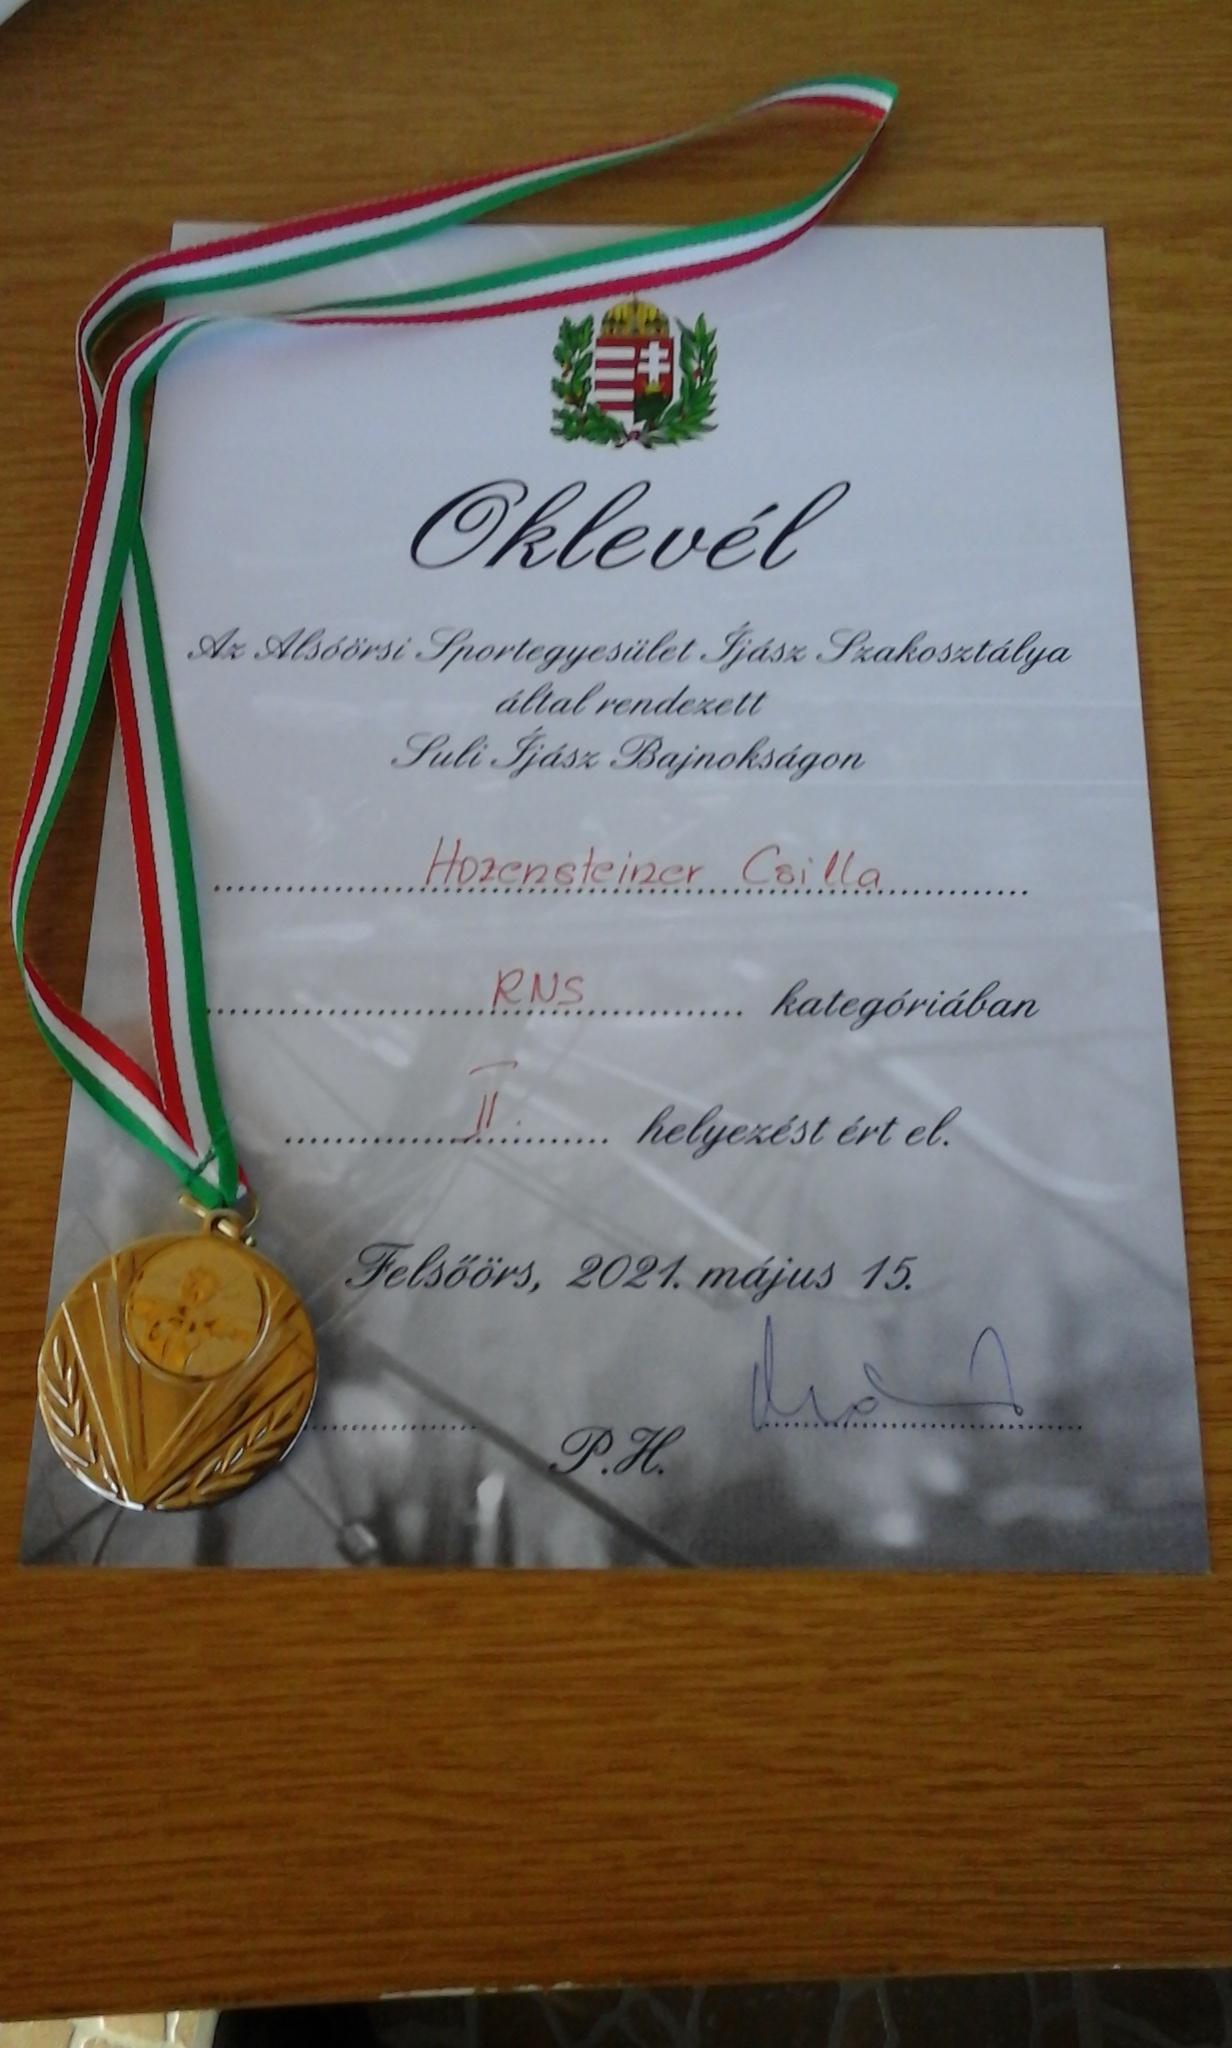 Oklevél
Az Alsóörsi Sportegyesület Íjász Szakosztálya
által rendezett
Suli Íjász Bajnokságon
Hozensteiner Csilla
RNS kategóriában
II. helyezést ért el.
Felsőörs, 2021. május 15.
P.H.